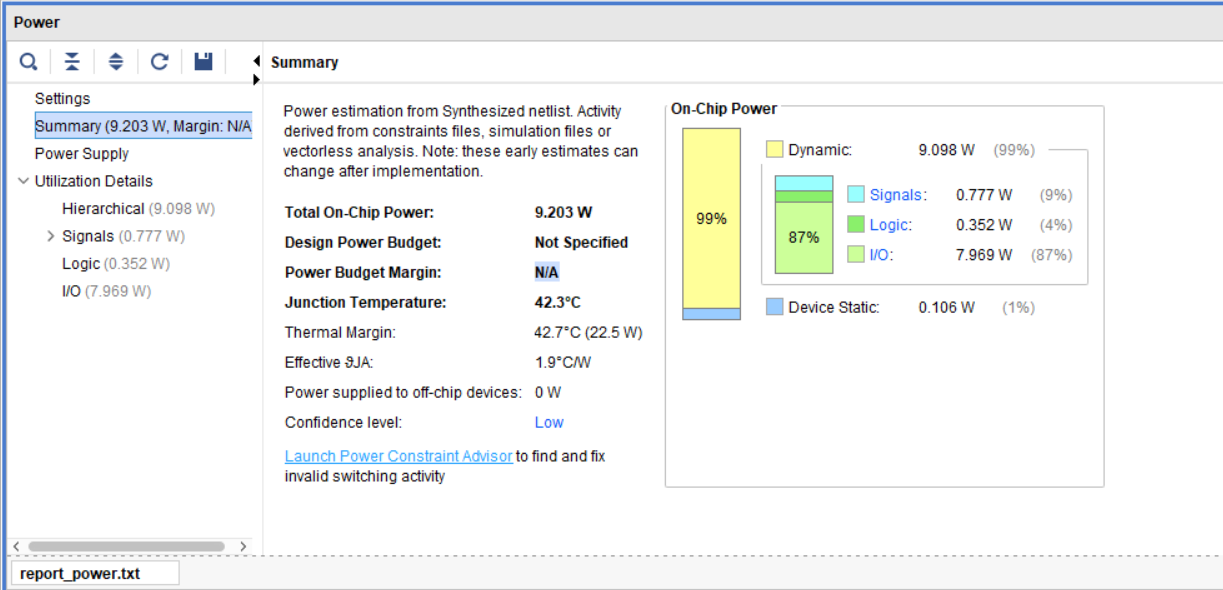 Power
Summary
Settings
Summary (9.203 W, Margin: N/A
Power Supply
Utilization Details
Hierarchical (9.098 W)
Signals (0.777 W)
Logic (0.352 W)
I/O (7.969 W)
Power estimation from Synthesized netlist. Activity
derived from constraints files, simulation files or
vectorless analysis. Note: these early estimates can
change after implementation.
Total On-Chip Power: 9.203 W
Design Power Budget: Not Specified
Power Budget Margin: N/A
Junction Temperature: 42.3°C
Thermal Margin: 42.7°C (22.5 W)
Effective ϑJA: 1.9°C/W
Power supplied to off-chip devices: 0 W
Confidence level: Low
Launch Power Constraint Advisor to find and fix
invalid switching activity
On-Chip Power
99%
Dynamic: 9.098 W (99%)
87%
Signals: 0.777 W (9%)
Logic: 0.352 W (4%)
I/O: 7.969 W (87%)
Device Static: 0.106 W (1%)
report_power.txt